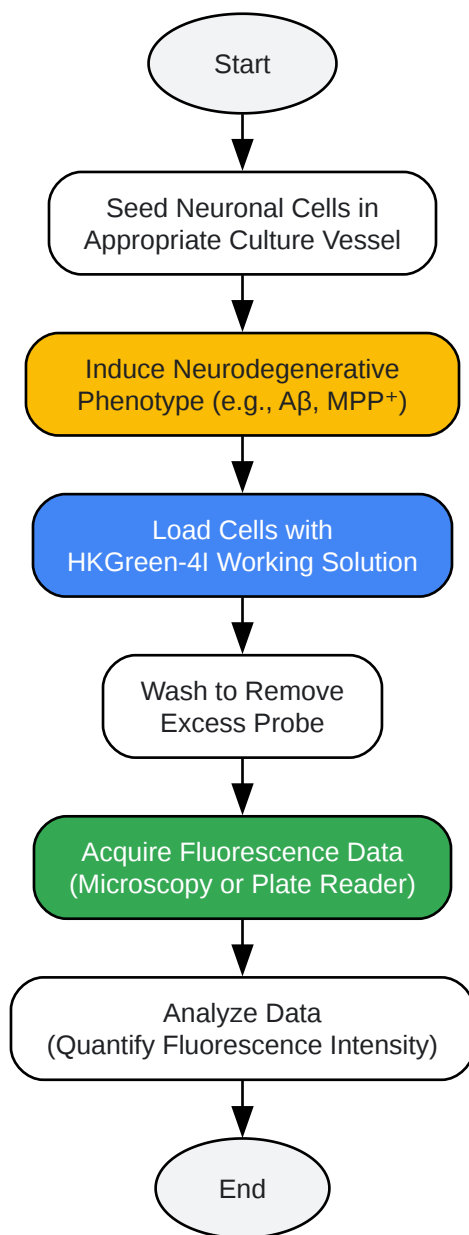 Start
Seed Neuronal Cells in
Appropriate Culture Vessel
Induce Neurodegenerative
Phenotype (e.g., Aβ, MPP⁺)
Load Cells with
HKGreen-4I Working Solution
Wash to Remove
Excess Probe
Acquire Fluorescence Data
(Microscopy or Plate Reader)
Analyze Data
(Quantify Fluorescence Intensity)
End